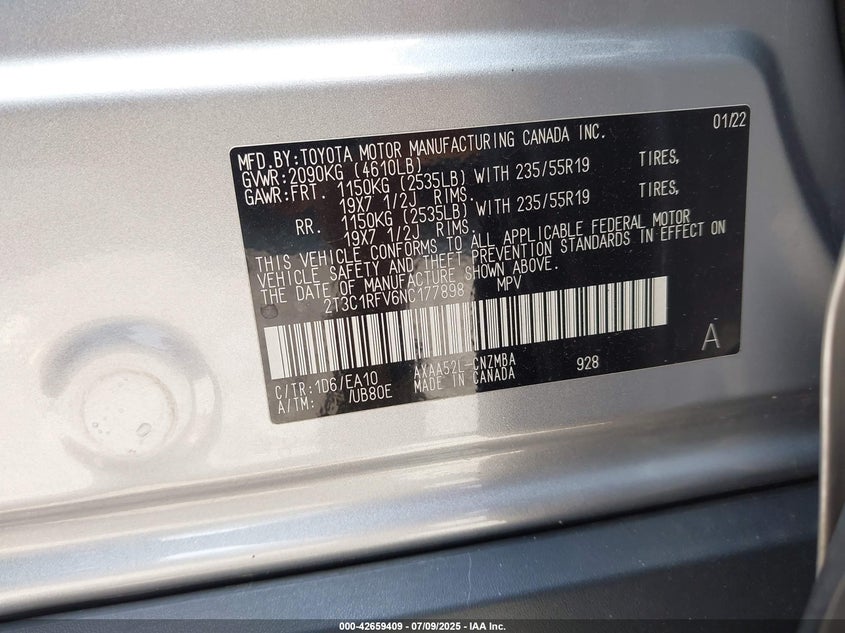 MFD.BY:TOYOTA MOTOR MANUFACTURING CANADA INC. 01/22
GVWR:2090KG (4610LB)
GAWR:FRT. 1150KG (2535LB) WITH 235/55R19 TIRES,
19X7 1/2J RIMS.
RR. 1150KG (2535LB) WITH 235/55R19 TIRES,
19X7 1/2J RIMS.
THIS VEHICLE CONFORMS TO ALL APPLICABLE FEDERAL MOTOR
VEHICLE SAFETY AND THEFT PREVENTION STANDARDS IN EFFECT ON
THE DATE OF MANUFACTURE SHOWN ABOVE.
2T3C1RFV6NC177898 MPV
A
C/TR:1D6/EA10 AXAA52L-CNZMBA 928
A/TM: /UB80E MADE IN CANADA
000-42659409 - 07/09/2025 - IAA Inc.